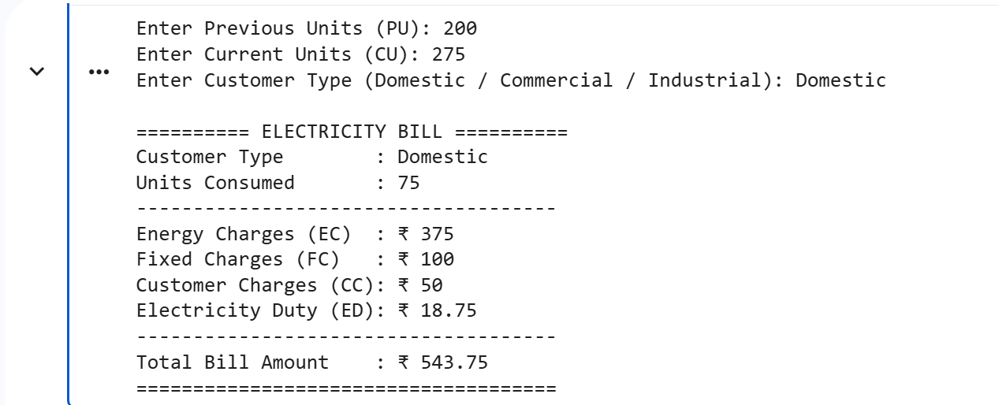 Enter Previous Units (PU): 200
Enter Current Units (CU): 275
Enter Customer Type (Domestic / Commercial / Industrial): Domestic
========== ELECTRICITY BILL ==========
Customer Type        : Domestic
Units Consumed       : 75
-------------------------------------
Energy Charges (EC)  : ₹ 375
Fixed Charges (FC)   : ₹ 100
Customer Charges (CC): ₹ 50
Electricity Duty (ED): ₹ 18.75
-------------------------------------
Total Bill Amount    : ₹ 543.75
=====================================